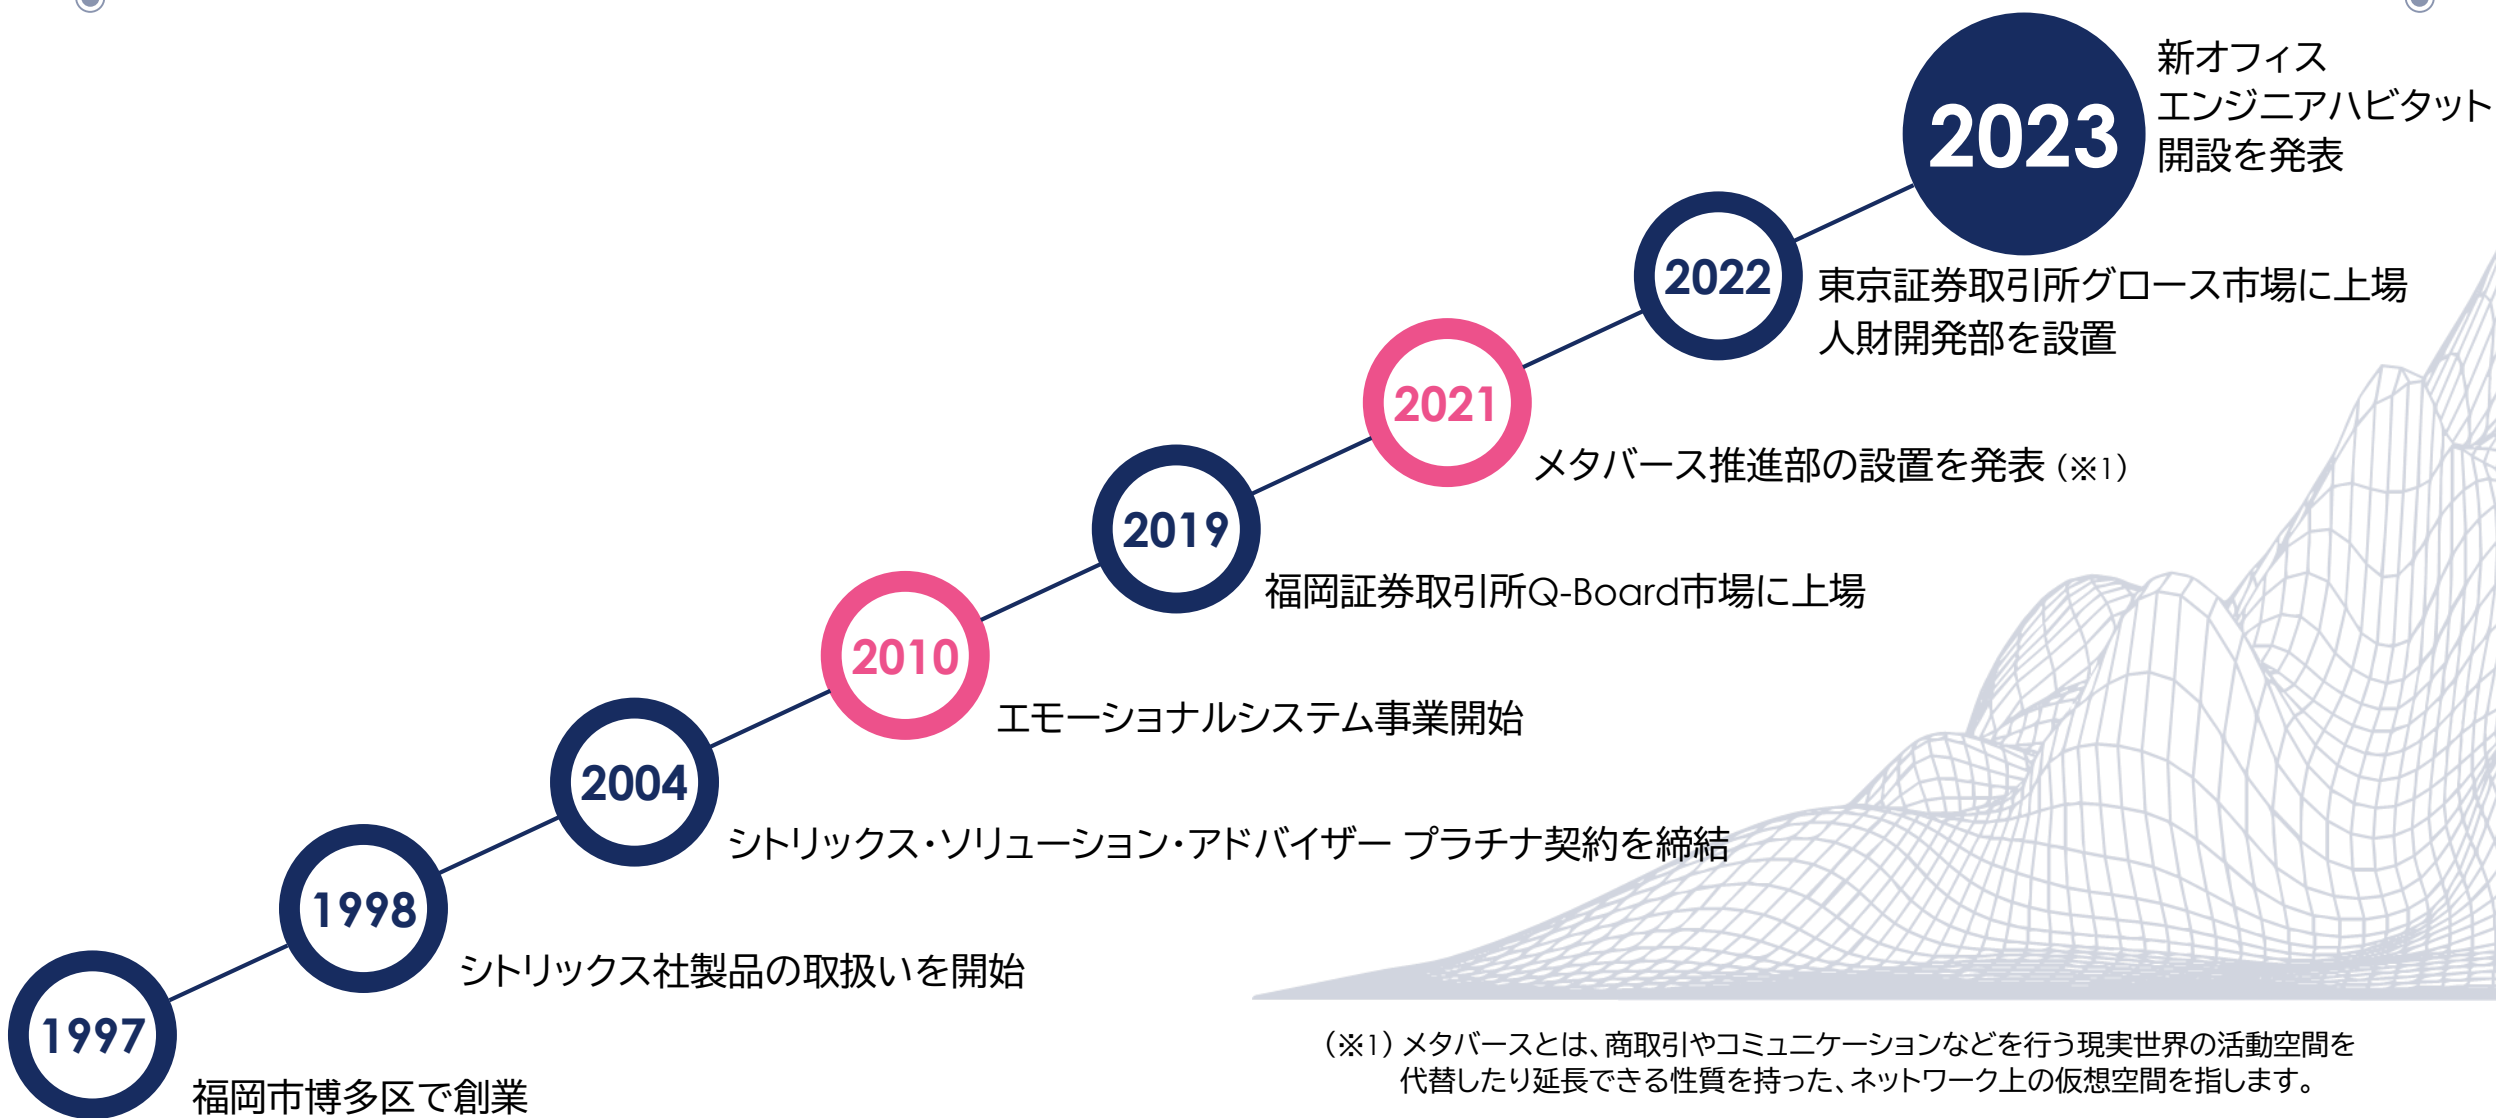 2023
新オフィス
エンジニアハビタット
開設を発表
2022
東京証券取引所グロース市場に上場
人財開発部を設置
2021
メタバース推進部の設置を発表（※1）
2019
福岡証券取引所Q-Board市場に上場
2010
エモーショナルシステム事業開始
2004
シトリックス・ソリューション・アドバイザー プラチナ契約を締結
1998
シトリックス社製品の取扱いを開始
1997
福岡市博多区で創業
（※1）メタバースとは、商取引やコミュニケーションなどを行う現実世界の活動空間を
代替したり延長できる性質を持った、ネットワーク上の仮想空間を指します。